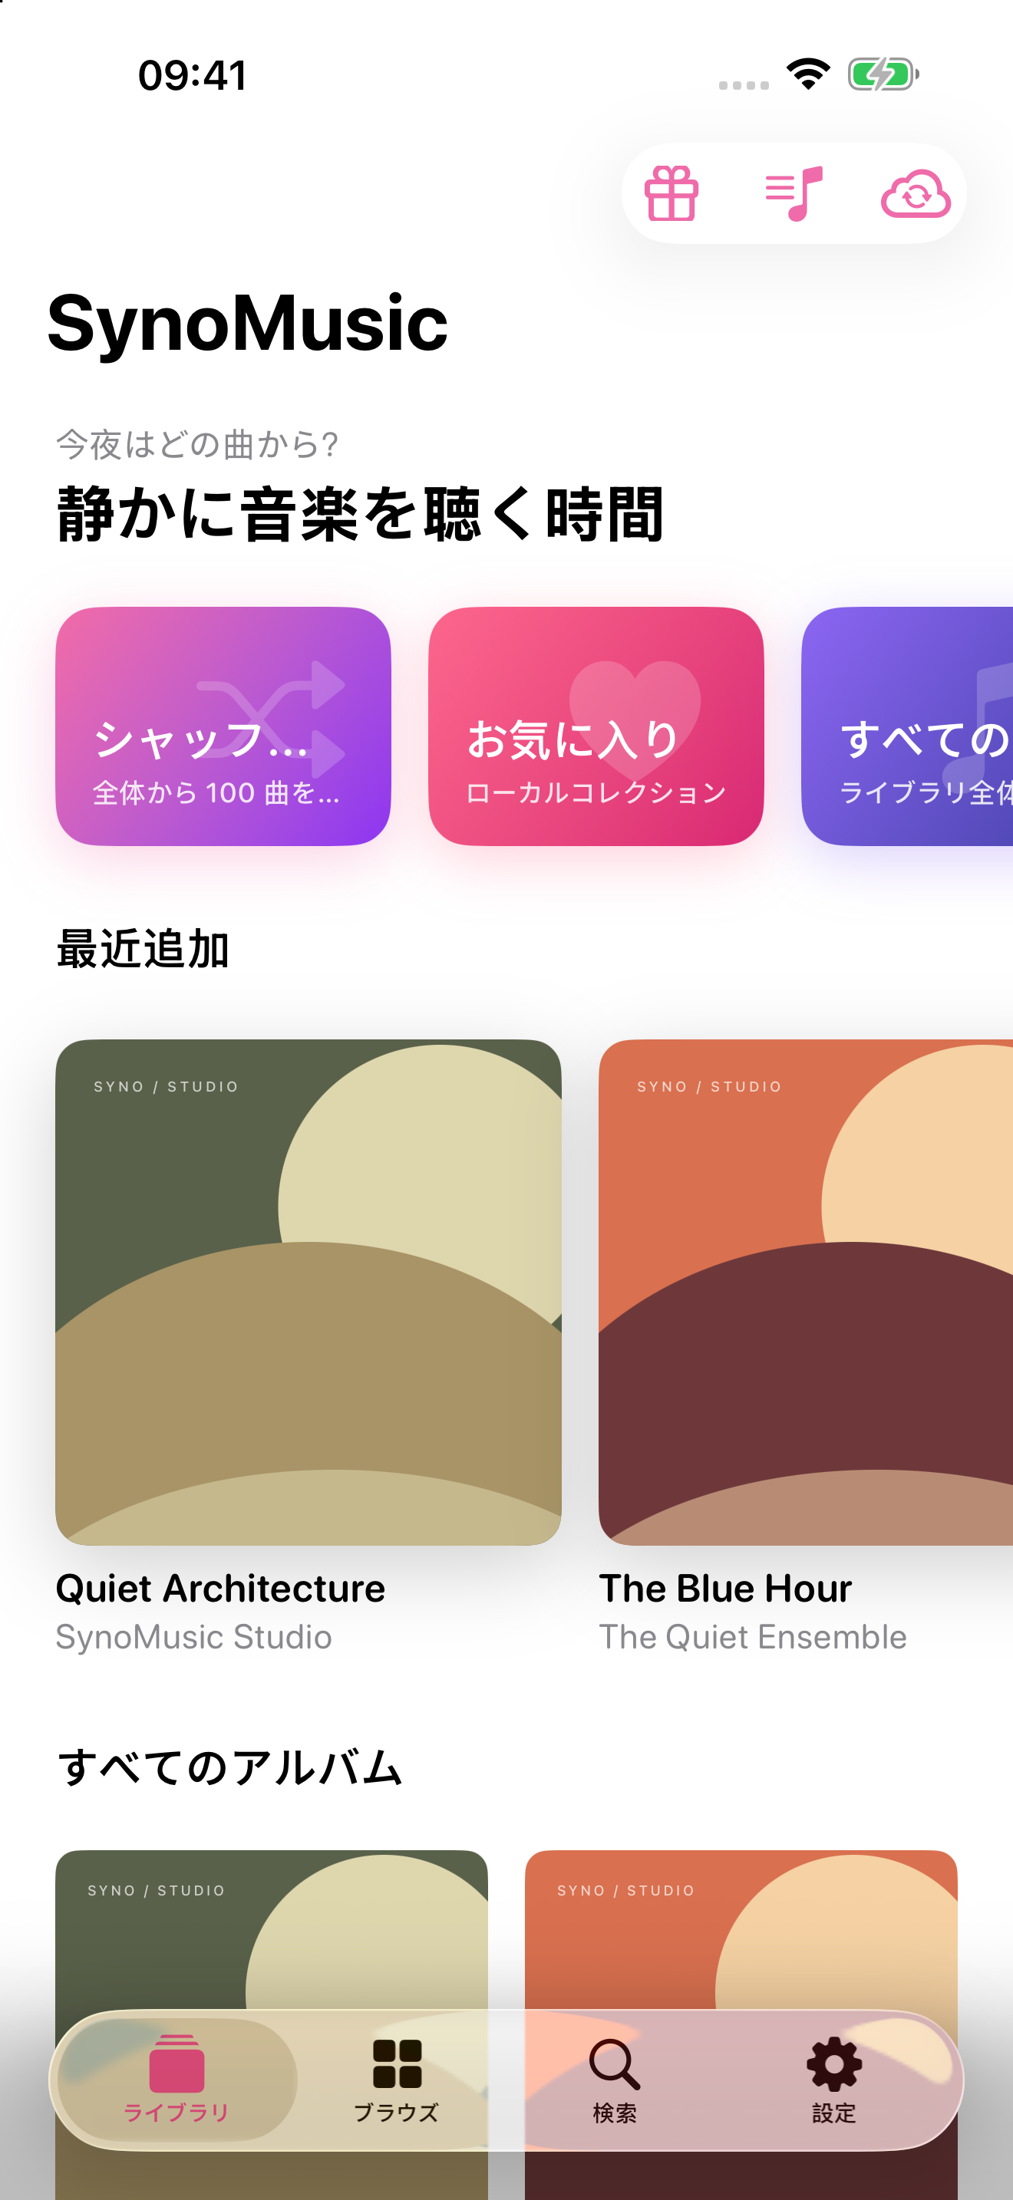 09:41
SynoMusic
今夜はどの曲から?
静かに音楽を聴く時間
シャッフ...
全体から 100 曲を...
お気に入り
ローカルコレクション
すべての
ライブラリ全体
最近追加
SYNO / STUDIO
SYNO / STUDIO
Quiet Architecture
SynoMusic Studio
The Blue Hour
The Quiet Ensemble
すべてのアルバム
SYNO / STUDIO
SYNO / STUDIO
ライブラリ
ブラウズ
検索
設定